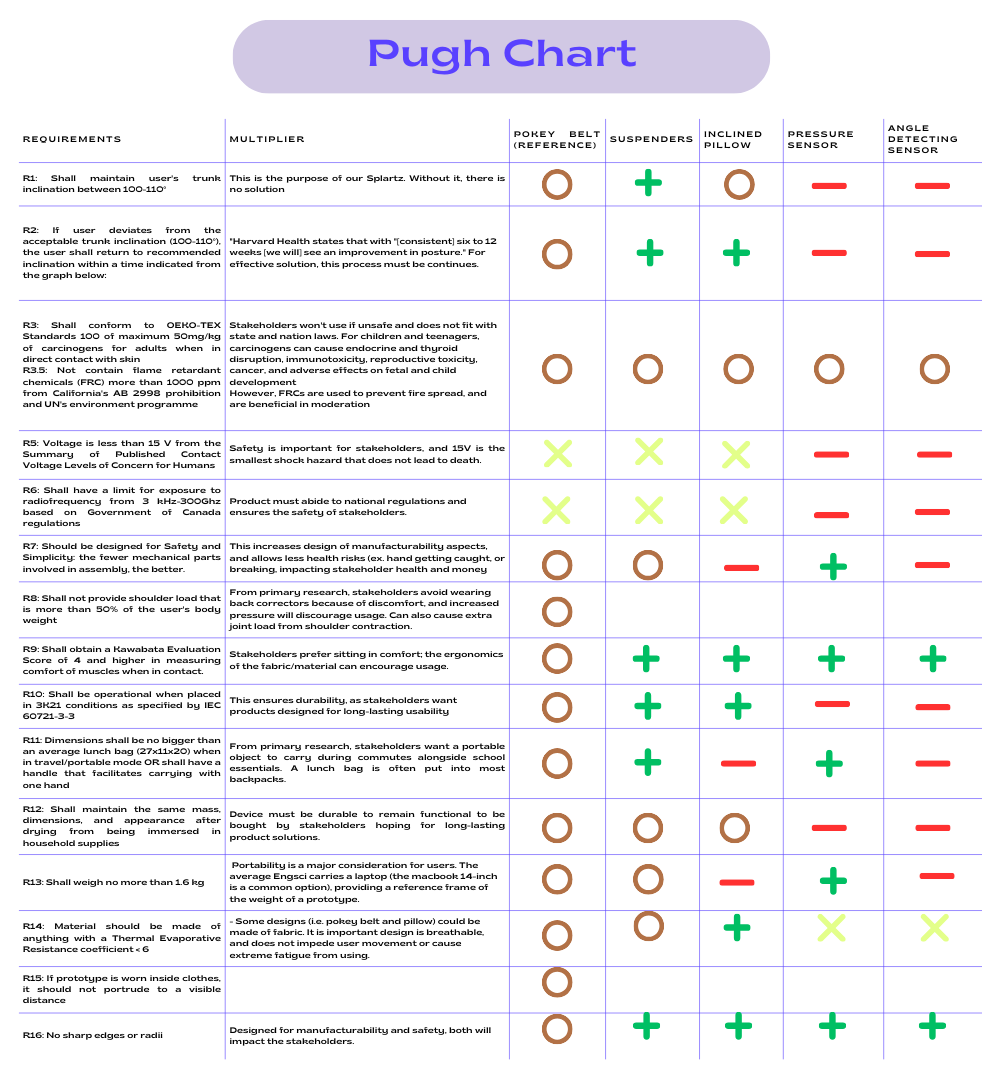 Pugh Chart
REQUIREMENTS
MULTIPLIER
POKEY BELT
(REFERENCE)
SUSPENDERS
INCLINED
PILLOW
PRESSURE
SENSOR
ANGLE
DETECTING
SENSOR
R1: Shall maintain user's trunk
inclination between 100-110°
This is the purpose of our Splartz. Without it, there is
no solution
R2: If user deviates from the
acceptable trunk inclination (100-110°),
the user shall return to recommended
inclination within a time indicated from
the graph below:
"Harvard Health states that with "[consistent] six to 12
weeks [we will] see an improvement in posture." For
effective solution, this process must be continues.
R3: Shall conform to OEKO-TEX
Standards 100 of maximum 50mg/kg
of carcinogens for adults when in
direct contact with skin
R3.5: Not contain flame retardant
chemicals (FRC) more than 1000 ppm
from California's AB 2998 prohibition
and UN's environment programme
Stakeholders won't use if unsafe and does not fit with
state and nation laws. For children and teenagers,
carcinogens can cause endocrine and thyroid
disruption, immunotoxicity, reproductive toxicity,
cancer, and adverse effects on fetal and child
development
However, FRCs are used to prevent fire spread, and
are beneficial in moderation
R5: Voltage is less than 15 V from the
Summary of Published Contact
Voltage Levels of Concern for Humans
Safety is important for stakeholders, and 15V is the
smallest shock hazard that does not lead to death.
R6: Shall have a limit for exposure to
radiofrequency from 3 kHz-300Ghz
based on Government of Canada
regulations
Product must abide to national regulations and
ensures the safety of stakeholders.
R7: Should be designed for Safety and
Simplicity: the fewer mechanical parts
involved in assembly, the better.
This increases design of manufacturability aspects,
and allows less health risks (ex. hand getting caught, or
breaking, impacting stakeholder health and money
R8: Shall not provide shoulder load that
is more than 50% of the user's body
weight
From primary research, stakeholders avoid wearing
back correctors because of discomfort, and increased
pressure will discourage usage. Can also cause extra
joint load from shoulder contraction.
R9: Shall obtain a Kawabata Evaluation
Score of 4 and higher in measuring
comfort of muscles when in contact.
Stakeholders prefer sitting in comfort; the ergonomics
of the fabric/material can encourage usage.
R10: Shall be operational when placed
in 3K21 conditions as specified by IEC
60721-3-3
This ensures durability, as stakeholders want
products designed for long-lasting usability
R11: Dimensions shall be no bigger than
an average lunch bag (27x11x20) when
in travel/portable mode OR shall have a
handle that facilitates carrying with
one hand
From primary research, stakeholders want a portable
object to carry during commutes alongside school
essentials. A lunch bag is often put into most
backpacks.
R12: Shall maintain the same mass,
dimensions, and appearance after
drying from being immersed in
household supplies
Device must be durable to remain functional to be
bought by stakeholders hoping for long-lasting
product solutions.
R13: Shall weigh no more than 1.6 kg
Portability is a major consideration for users. The
average Engsci carries a laptop (the macbook 14-inch
is a common option), providing a reference frame of
the weight of a prototype.
R14: Material should be made of
anything with a Thermal Evaporative
Resistance coefficient < 6
- Some designs (i.e. pokey belt and pillow) could be
made of fabric. It is important design is breathable,
and does not impede user movement or cause
extreme fatigue from using.
R15: If prototype is worn inside clothes,
it should not portrude to a visible
distance
R16: No sharp edges or radii
Designed for manufacturability and safety, both will
impact the stakeholders.